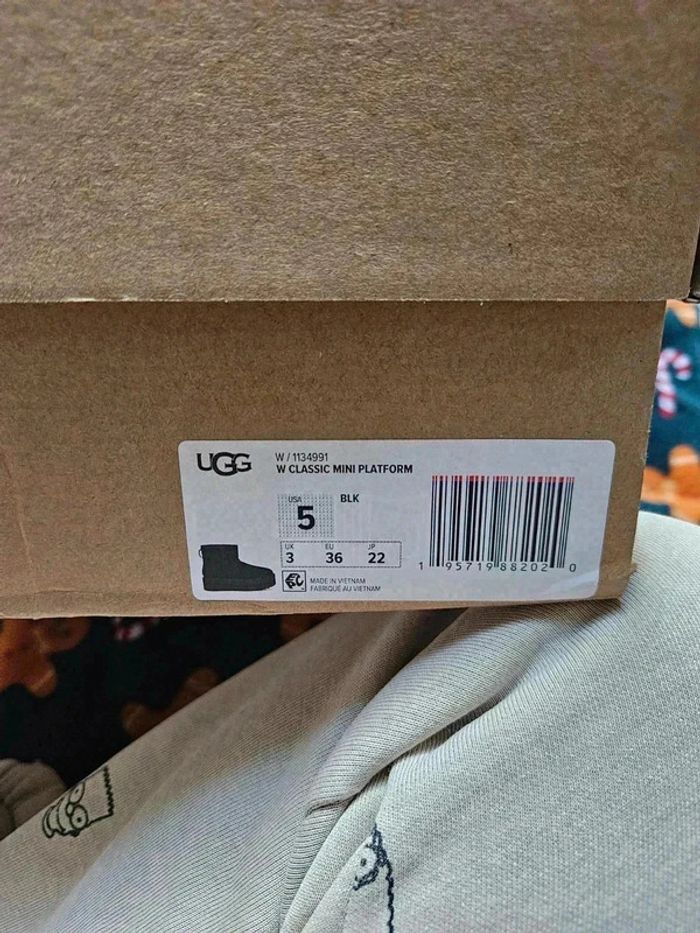 UGG
W / 1134991
W CLASSIC MINI PLATFORM
USA
5
BLK
UK EU JP
3 36 22
MADE IN VIETNAM
FABRIQUÉ AU VIETNAM
1 95719 88202 0